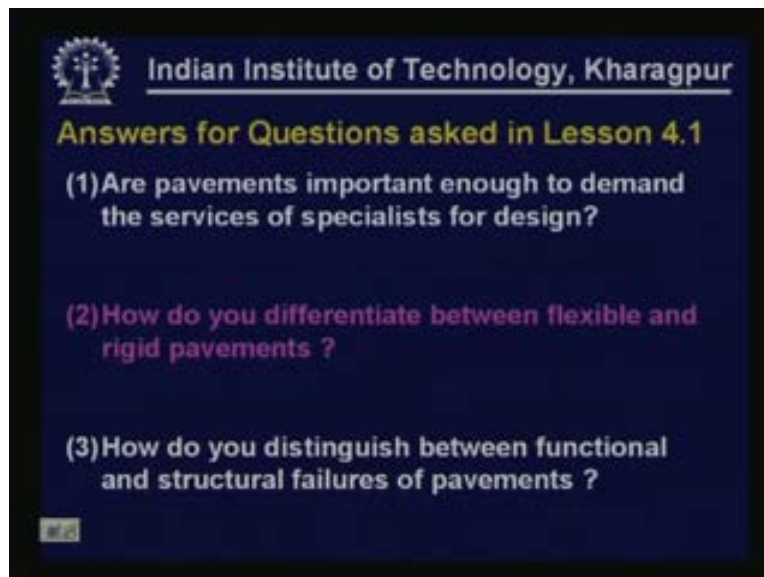 Indian Institute of Technology, Kharagpur
Answers for Questions asked in Lesson 4.1
(1)Are pavements important enough to demand
the services of specialists for design?
(2)How do you differentiate between flexible and
rigid pavements ?
(3)How do you distinguish between functional
and structural failures of pavements ?